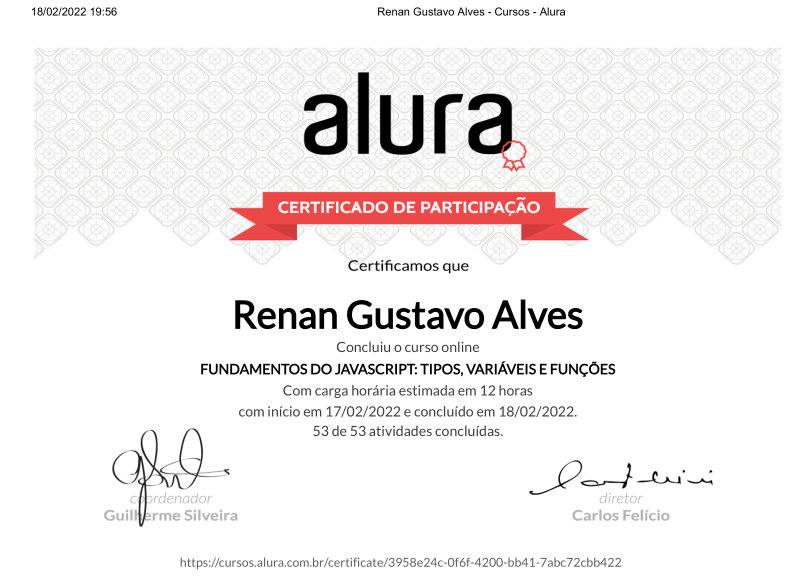 18/02/2022 19:56
Renan Gustavo Alves - Cursos - Alura
alura
CERTIFICADO DE PARTICIPAÇÃO
Certificamos que
Renan Gustavo Alves
Concluiu o curso online
FUNDAMENTOS DO JAVASCRIPT: TIPOS, VARIÁVEIS E FUNÇÕES
Com carga horária estimada em 12 horas
com início em 17/02/2022 e concluído em 18/02/2022.
53 de 53 atividades concluídas.
coordenador
Guilherme Silveira
diretor
Carlos Felício
https://cursos.alura.com.br/certificate/3958e24c-0f6f-4200-bb41-7abc72cbb422